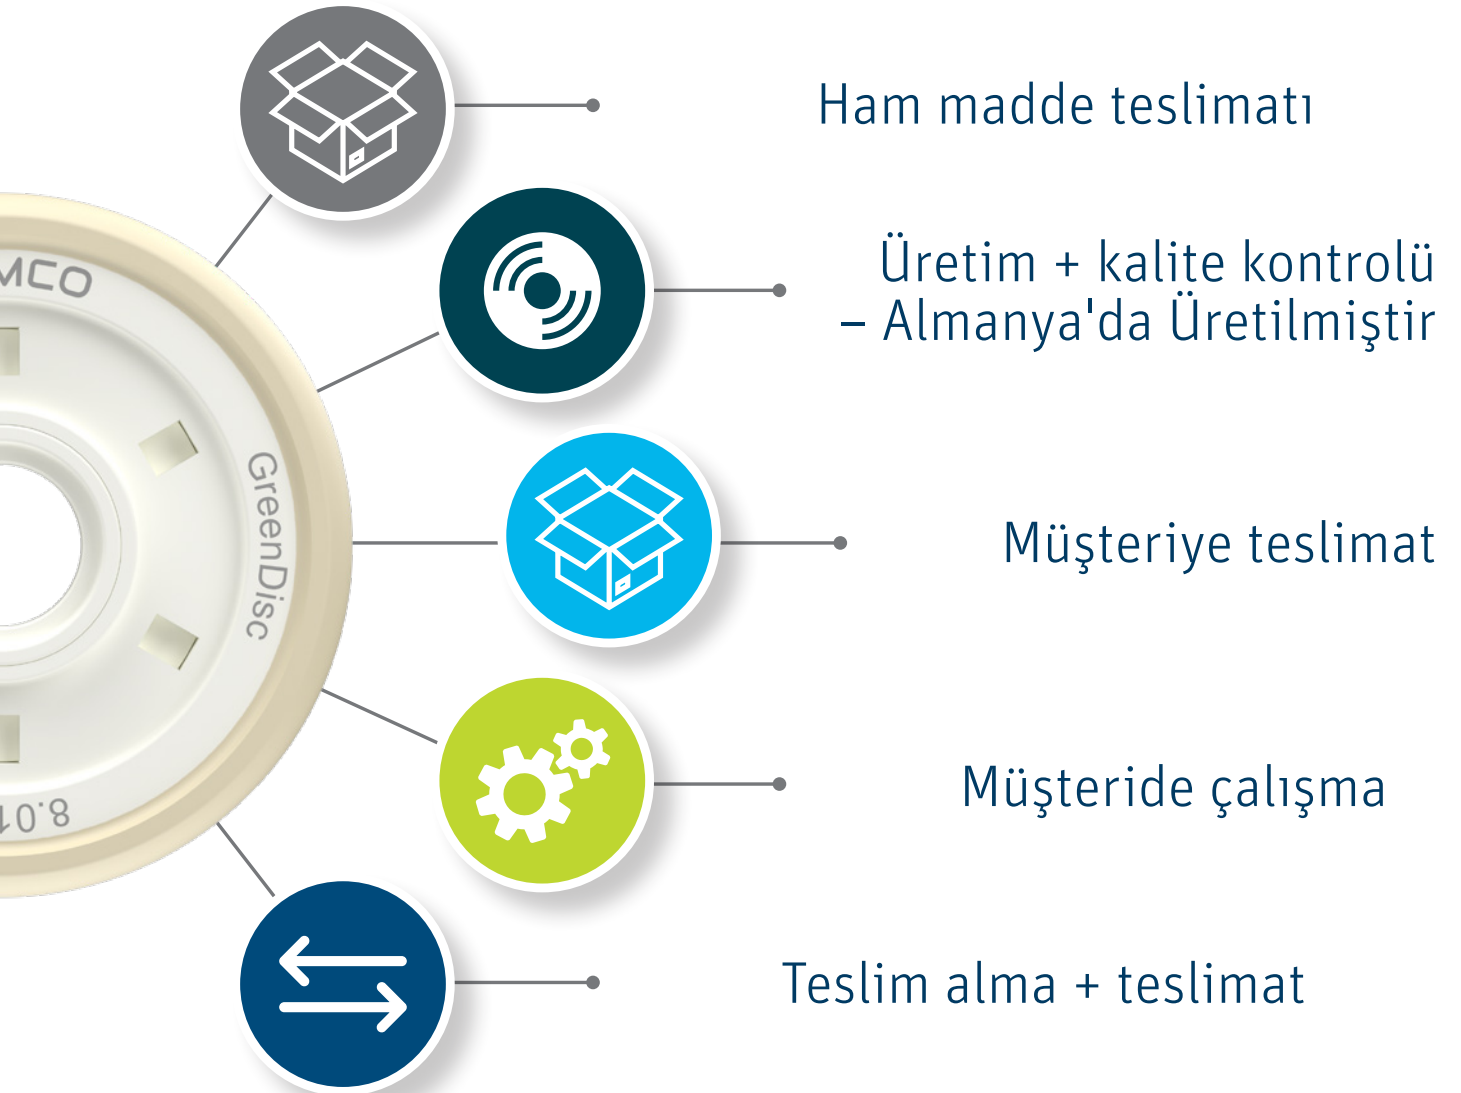 Ham madde teslimatı
Üretim + kalite kontrolü
– Almanya'da Üretilmiştir
Müşteriye teslimat
Müşteride çalışma
Teslim alma + teslimat
MCO
GreenDisc
8.01